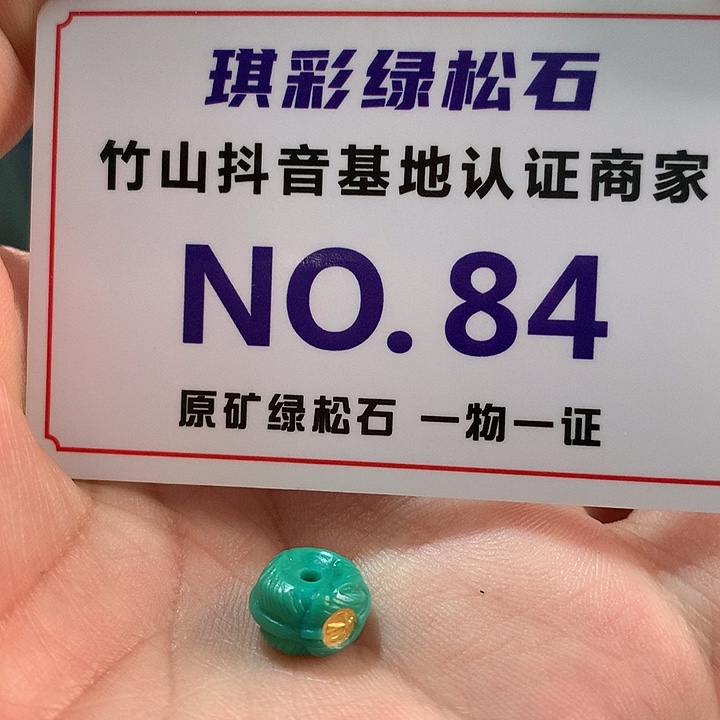 琪彩绿松石
竹山抖音基地认证商家
NO.84
原矿绿松石 一物一证